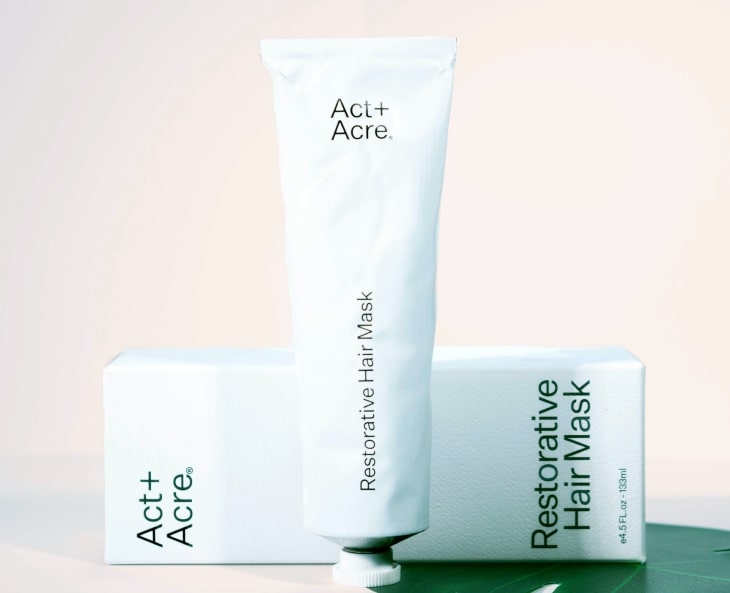 Act+
Acre®
Restorative Hair Mask
Act+
Acre®
Restorative
Hair Mask
e4.5 FL.oz - 133ml